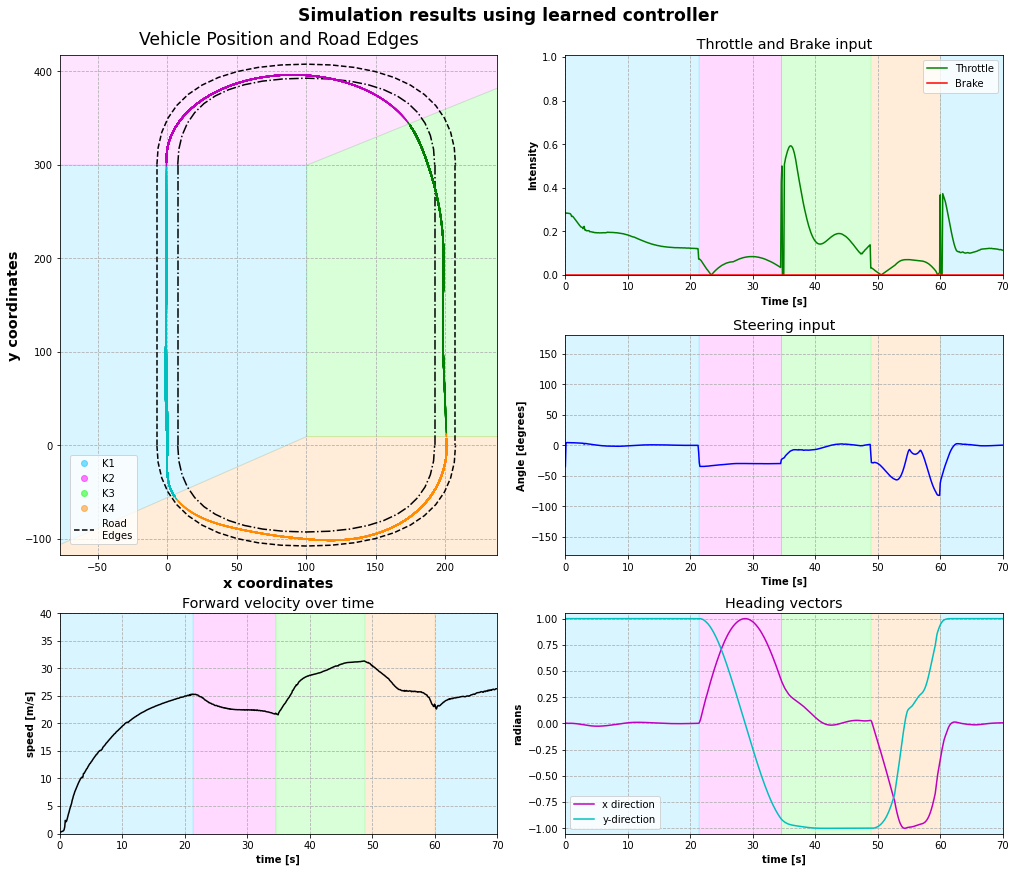 Simulation results using learned controller
Vehicle Position and Road Edges
400
300
200
100
0
−100
−50
0
50
100
150
200
y coordinates
x coordinates
K1
K2
K3
K4
Road
Edges
Throttle and Brake input
1.0
0.8
0.6
0.4
0.2
0.0
0
10
20
30
40
50
60
70
Intensity
Time [s]
Throttle
Brake
Steering input
150
100
50
0
−50
−100
−150
0
10
20
30
40
50
60
70
Angle [degrees]
Time [s]
Forward velocity over time
40
35
30
25
20
15
10
5
0
0
10
20
30
40
50
60
70
speed [m/s]
time [s]
Heading vectors
1.00
0.75
0.50
0.25
0.00
−0.25
−0.50
−0.75
−1.00
0
10
20
30
40
50
60
70
radians
time [s]
x direction
y-direction